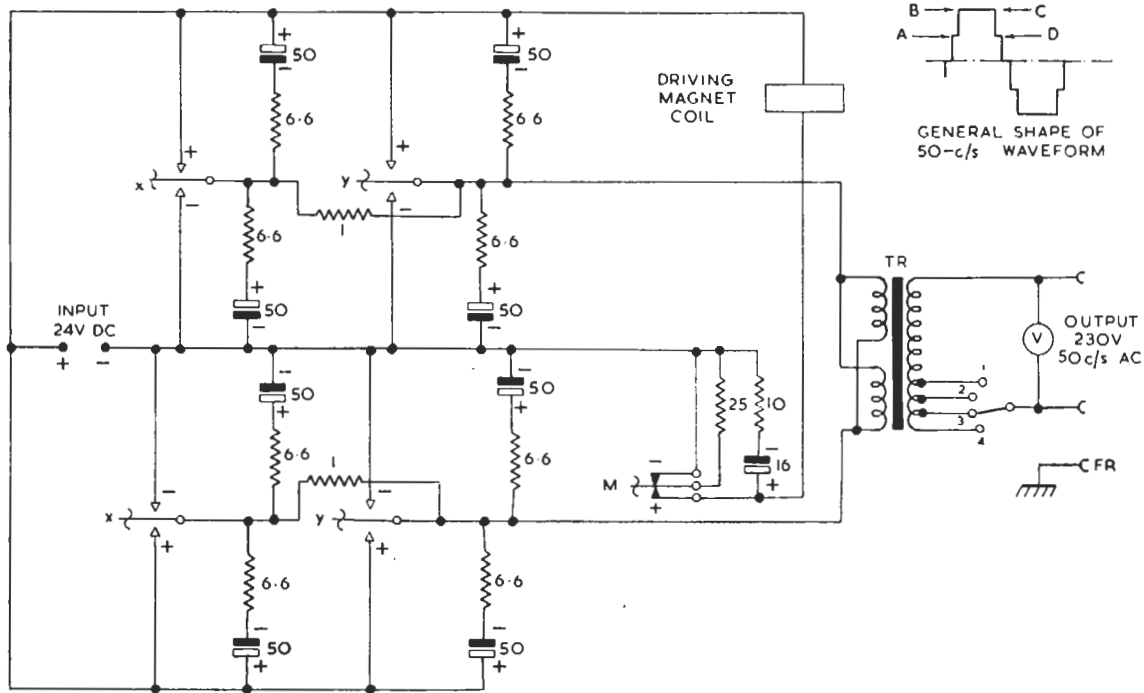 B C
A D
GENERAL SHAPE OF
50-c/s WAVEFORM
+
50
−
6·6
+
50
−
6·6
DRIVING
MAGNET
COIL
+
x
−
+
y
−
1
6·6
+
50
−
6·6
+
50
−
INPUT
24V DC
+ −
TR
V
OUTPUT
230V
50c/s AC
1
2
3
4
FR
−
50
+
6·6
−
50
+
6·6
25
10
−
16
+
M
−
+
1
−
x
+
−
y
+
6·6
−
50
+
6·6
−
50
+